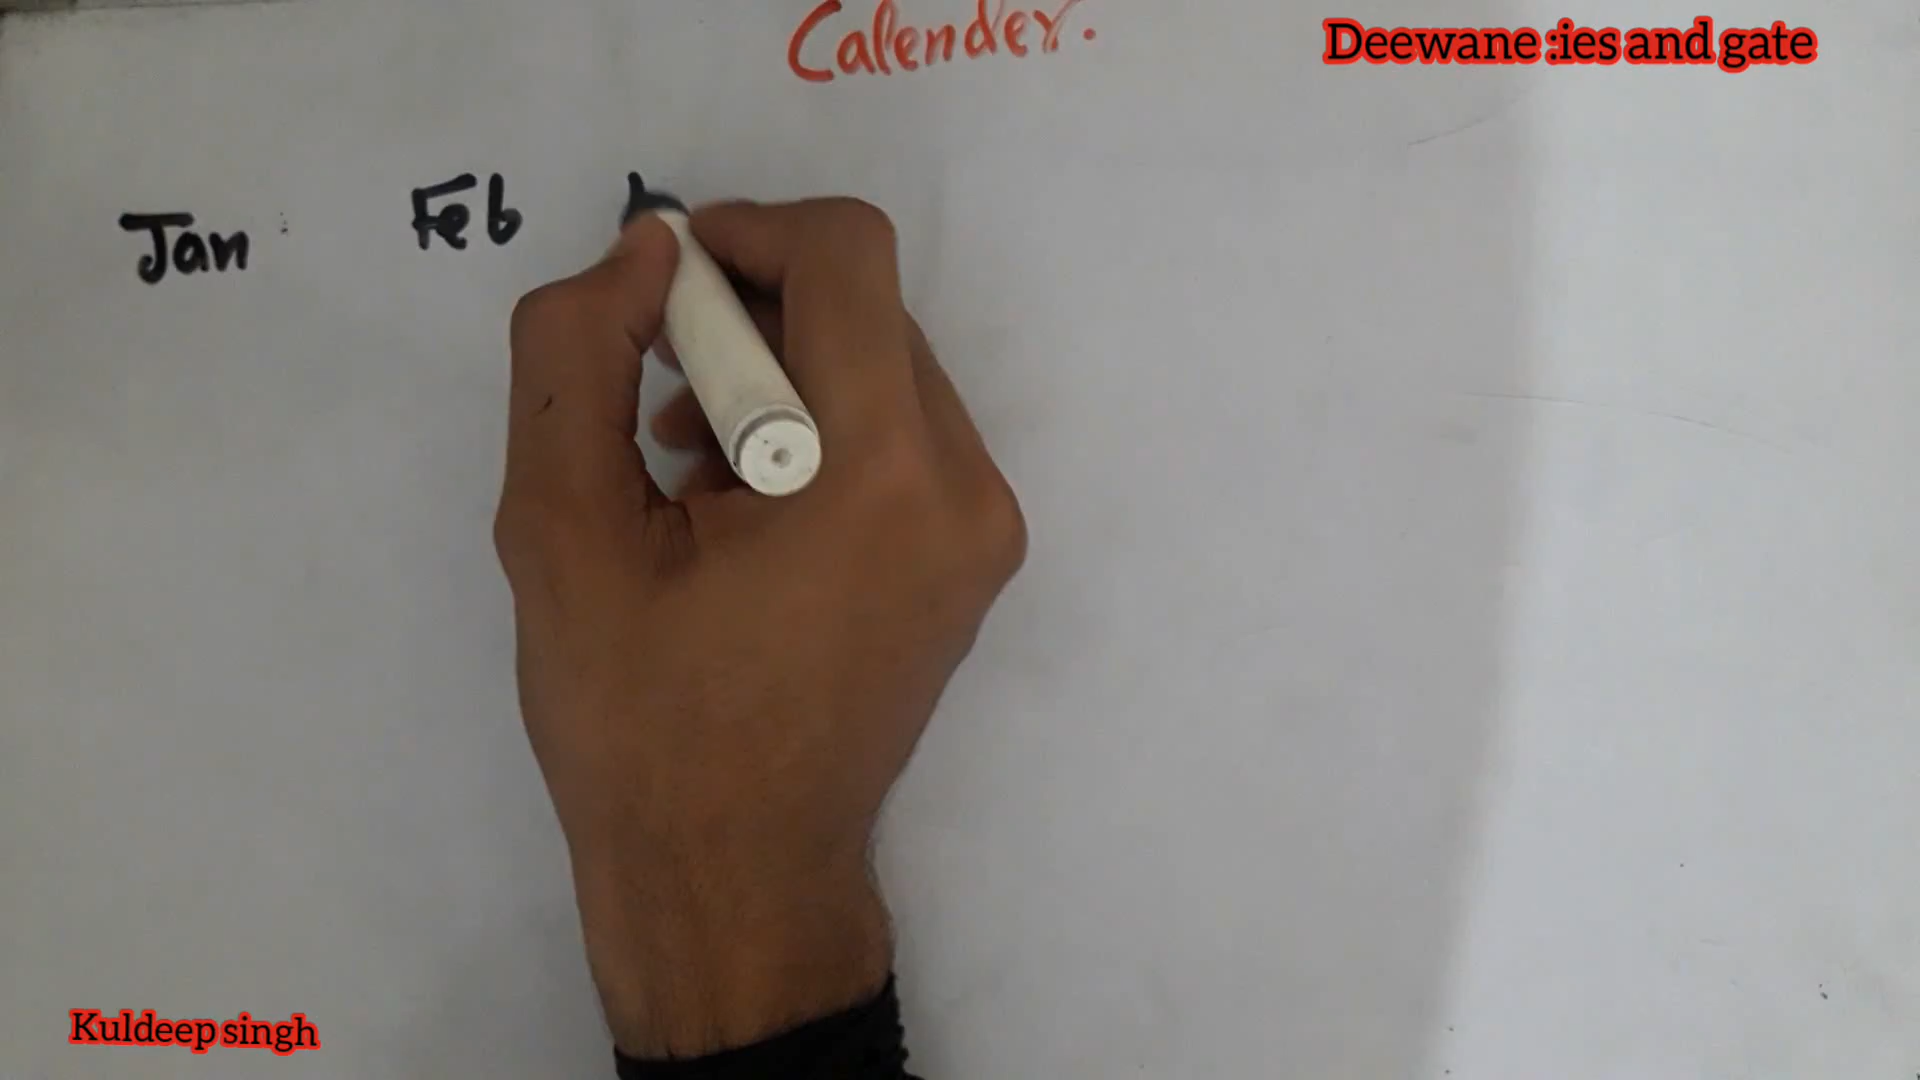 Calender.
Deewane :ies and gate
Jan Feb
Kuldeep singh